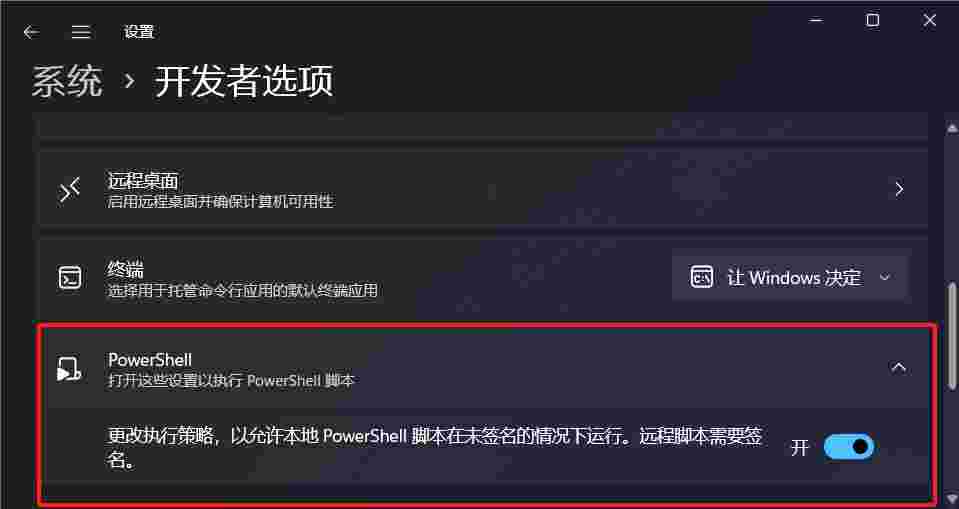 设置
系统 › 开发者选项
远程桌面
启用远程桌面并确保计算机可用性
终端
选择用于托管命令行应用的默认终端应用
让 Windows 决定
PowerShell
打开这些设置以执行 PowerShell 脚本
更改执行策略，以允许本地 PowerShell 脚本在未签名的情况下运行。远程脚本需要签
名。
开